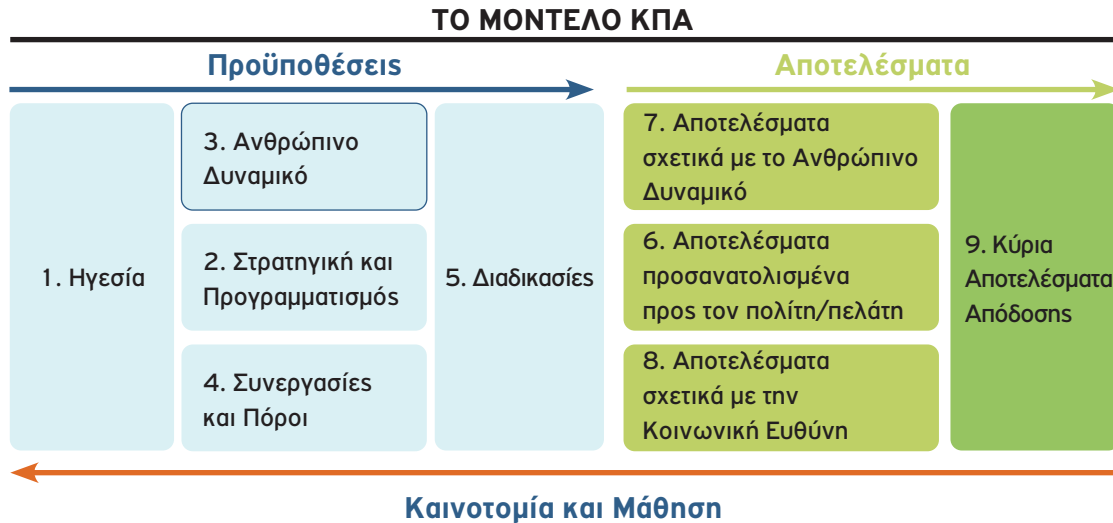 ΤΟ ΜΟΝΤΕΛΟ ΚΠΑ
Προϋποθέσεις
Αποτελέσματα
1. Ηγεσία
3. Ανθρώπινο
Δυναμικό
2. Στρατηγική και
Προγραμματισμός
4. Συνεργασίες
και Πόροι
5. Διαδικασίες
7. Αποτελέσματα
σχετικά με το Ανθρώπινο
Δυναμικό
6. Αποτελέσματα
προσανατολισμένα
προς τον πολίτη/πελάτη
8. Αποτελέσματα
σχετικά με την
Κοινωνική Ευθύνη
9. Κύρια
Αποτελέσματα
Απόδοσης
Καινοτομία και Μάθηση